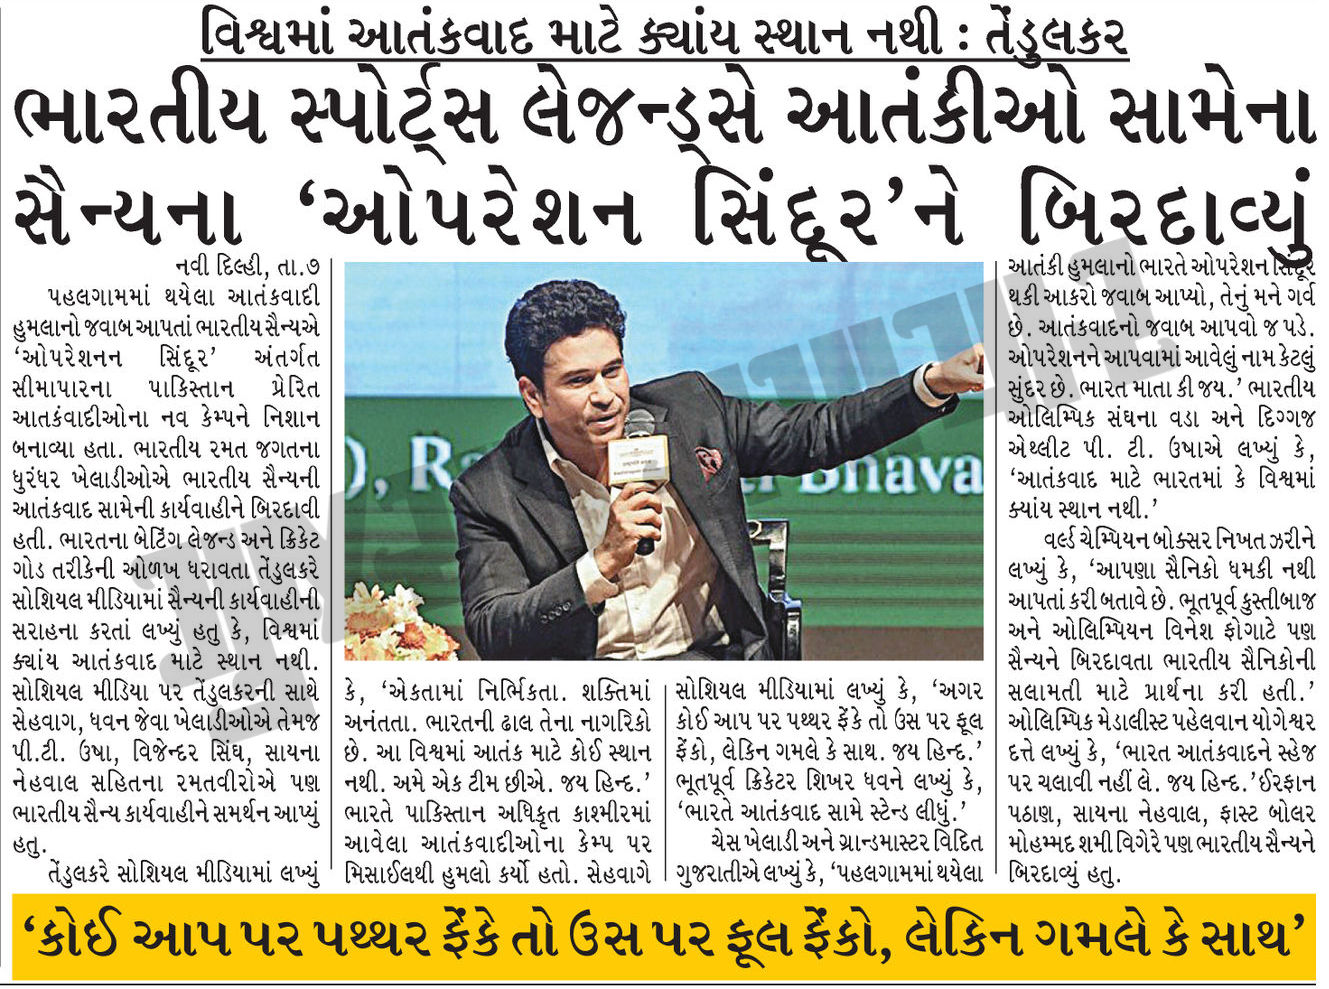 વિશ્વમાં આતંકવાદ માટે ક્યાંય સ્થાન નથી : તેંડુલકર
ભારતીય સ્પોર્ટ્સ લેજન્ડ્સે આતંકીઓ સામેના
સૈન્યના ‘ઓપરેશન સિંદૂર’ને બિરદાવ્યું
નવી દિલ્હી, તા.૭
પહલગામમાં થયેલા આતંકવાદી
હુમલાનો જવાબ આપતાં ભારતીય સૈન્યએ
‘ઓપરેશનન સિંદૂર’ અંતર્ગત
સીમાપારના પાકિસ્તાન પ્રેરિત
આતકંવાદીઓના નવ કેમ્પને નિશાન
બનાવ્યા હતા. ભારતીય રમત જગતના
ધુરંધર ખેલાડીઓએ ભારતીય સૈન્યની
આતંકવાદ સામેની કાર્યવાહીને બિરદાવી
હતી. ભારતના બેટિંગ લેજન્ડ અને ક્રિકેટ
ગોડ તરીકેની ઓળખ ધરાવતા તેંડુલકરે
સોશિયલ મીડિયામાં સૈન્યની કાર્યવાહીની
સરાહના કરતાં લખ્યું હતુ કે, વિશ્વમાં
ક્યાંય આતંકવાદ માટે સ્થાન નથી.
સોશિયલ મીડિયા પર તેંડુલકરની સાથે
સેહવાગ, ધવન જેવા ખેલાડીઓએ તેમજ
પી.ટી. ઉષા, વિજેન્દર સિંઘ, સાયના
નેહવાલ સહિતના રમતવીરોએ પણ
ભારતીય સૈન્ય કાર્યવાહીને સમર્થન આપ્યું
હતુ.
તેંડુલકરે સોશિયલ મીડિયામાં લખ્યું
), Ra
r Bhava
કે, ‘એકતામાં નિર્ભિકતા. શક્તિમાં
અનંતતા. ભારતની ઢાલ તેના નાગરિકો
છે. આ વિશ્વમાં આતંક માટે કોઈ સ્થાન
નથી. અમે એક ટીમ છીએ. જય હિન્દ.’
ભારતે પાકિસ્તાન અધિકૃત કાશ્મીરમાં
આવેલા આતંકવાદીઓના કેમ્પ પર
મિસાઈલથી હુમલો કર્યો હતો. સેહવાગે
સોશિયલ મીડિયામાં લખ્યું કે, ‘અગર
કોઈ આપ પર પથ્થર ફેંકે તો ઉસ પર ફૂલ
ફેંકો, લેકિન ગમલે કે સાથ. જય હિન્દ.’
ભૂતપૂર્વ ક્રિકેટર શિખર ધવને લખ્યું કે,
‘ભારતે આતંકવાદ સામે સ્ટેન્ડ લીધું.’
ચેસ ખેલાડી અને ગ્રાન્ડમાસ્ટર વિદિત
ગુજરાતીએ લખ્યું કે, ‘પહલગામમાં થયેલા
આતંકી હુમલાનો ભારતે ઓપરેશન સિંદૂર
થકી આકરો જવાબ આપ્યો, તેનું મને ગર્વ
છે. આતંકવાદનો જવાબ આપવો જ પડે.
ઓપરેશનને આપવામાં આવેલું નામ કેટલું
સુંદર છે. ભારત માતા કી જય. ’ ભારતીય
ઓલિમ્પિક સંઘના વડા અને દિગ્ગજ
એથ્લીટ પી. ટી. ઉષાએ લખ્યું કે,
‘આતંકવાદ માટે ભારતમાં કે વિશ્વમાં
ક્યાંય સ્થાન નથી.’
વર્લ્ડ ચેમ્પિયન બોક્સર નિખત ઝરીને
લખ્યું કે, ‘આપણા સૈનિકો ધમકી નથી
આપતાં કરી બતાવે છે. ભૂતપૂર્વ કુસ્તીબાજ
અને ઓલિમ્પિયન વિનેશ ફોગાટે પણ
સૈન્યને બિરદાવતા ભારતીય સૈનિકોની
સલામતી માટે પ્રાર્થના કરી હતી.’
ઓલિમ્પિક મેડાલીસ્ટ પહેલવાન યોગેશ્વર
દત્તે લખ્યું કે, ‘ભારત આતંકવાદને સ્હેજ
પર ચલાવી નહીં લે. જય હિન્દ.’ઈરફાન
પઠાણ, સાયના નેહવાલ, ફાસ્ટ બોલર
મોહમ્મદ શમી વિગેરે પણ ભારતીય સૈન્યને
બિરદાવ્યું હતુ.
‘કોઈ આપ પર પથ્થર ફેંકે તો ઉસ પર ફૂલ ફેંકો, લેકિન ગમલે કે સાથ’